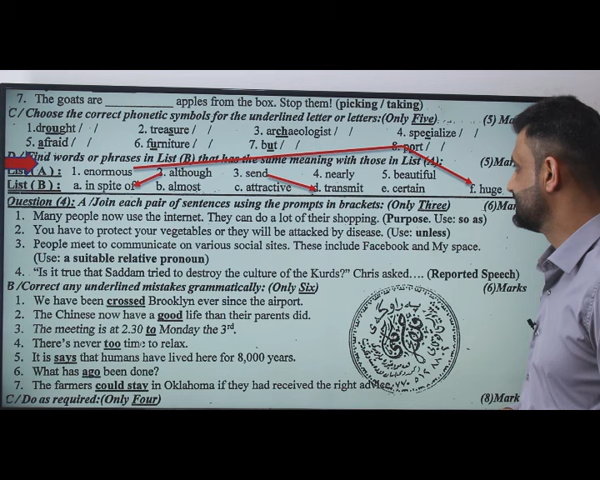 7. The goats are __________ apples from the box. Stop them! (picking / taking)
C/Choose the correct phonetic symbols for the underlined letter or letters:(Only Five) (5) Mar
1.drought / / 2. treasure / / 3. archaeologist / / 4. specialize / /
5. afraid / / 6. furniture / / 7. but / / 8. port / /
D/Find words or phrases in List (B) that has the same meaning with those in List (A): (5)Mar
List (A) : 1. enormous 2. although 3. send 4. nearly 5. beautiful
List (B) : a. in spite of b. almost c. attractive d. transmit e. certain f. huge
Question (4): A /Join each pair of sentences using the prompts in brackets: (Only Three) (6)Mar
1. Many people now use the internet. They can do a lot of their shopping. (Purpose. Use: so as)
2. You have to protect your vegetables or they will be attacked by disease. (Use: unless)
3. People meet to communicate on various social sites. These include Facebook and My space.
(Use: a suitable relative pronoun)
4. “Is it true that Saddam tried to destroy the culture of the Kurds?” Chris asked…. (Reported Speech)
B /Correct any underlined mistakes grammatically: (Only Six) (6)Marks
1. We have been crossed Brooklyn ever since the airport.
2. The Chinese now have a good life than their parents did.
3. The meeting is at 2.30 to Monday the 3rd.
4. There’s never too time to relax.
5. It is says that humans have lived here for 8,000 years.
6. What has ago been done?
7. The farmers could stay in Oklahoma if they had received the right advice.
C/Do as required:(Only Four) (8)Mark